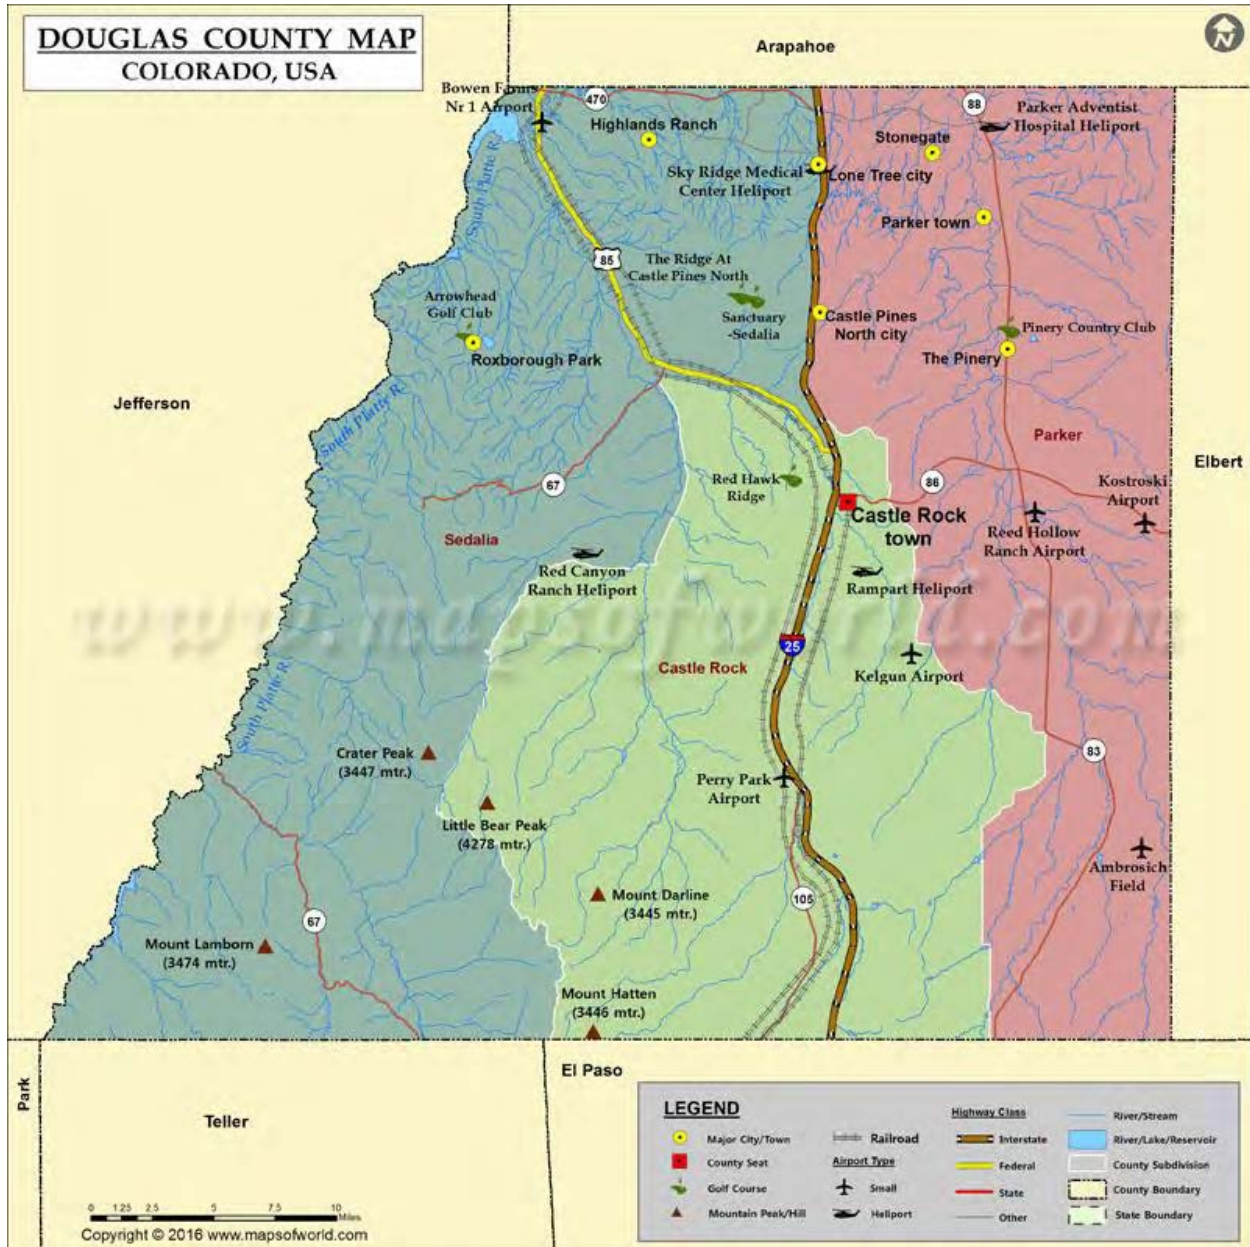 DOUGLAS COUNTY MAP
COLORADO, USA
Arapahoe
N
Bowen Farms
Nr 1 Airport
470
Highlands Ranch
88
Parker Adventist
Hospital Heliport
Stonegate
Sky Ridge Medical
Center Heliport
Lone Tree city
South Platte R.
Parker town
85
The Ridge At
Castle Pines North
Arrowhead
Golf Club
Sanctuary
-Sedalia
Castle Pines
North city
Pinery Country Club
Roxborough Park
The Pinery
Jefferson
South Platte R.
Parker
Elbert
Red Hawk
Ridge
67
86
Kostroski
Airport
Castle Rock
town
Sedalia
Reed Hollow
Ranch Airport
Red Canyon
Ranch Heliport
Rampart Heliport
www.mapsofworld.com
25
Castle Rock
Kelgun Airport
South Platte R.
Crater Peak
(3447 mtr.)
83
Perry Park
Airport
Little Bear Peak
(4278 mtr.)
Ambrosich
Field
Mount Darline
(3445 mtr.)
105
67
Mount Lamborn
(3474 mtr.)
Mount Hatten
(3446 mtr.)
Park
Teller
El Paso
LEGEND
Major City/Town
County Seat
Golf Course
Mountain Peak/Hill
Railroad
Airport Type
Small
Heliport
Highway Class
Interstate
Federal
State
Other
River/Stream
River/Lake/Reservoir
County Subdivision
County Boundary
State Boundary
0 1.25 2.5 5 7.5 10
Miles
Copyright © 2016 www.mapsofworld.com